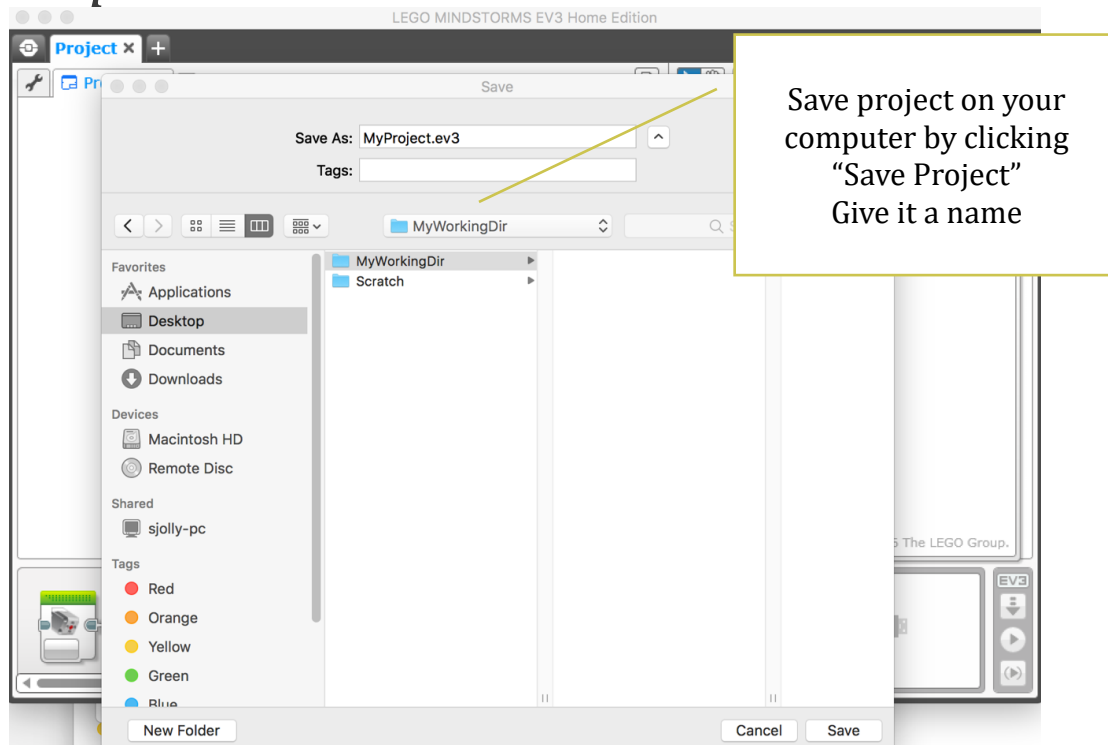 LEGO MINDSTORMS EV3 Home Edition
Project × +
Save
Save project on your
computer by clicking
“Save Project”
Give it a name
Save As: MyProject.ev3
Tags:
MyWorkingDir
Favorites
Applications
Desktop
Documents
Downloads
Devices
Macintosh HD
Remote Disc
Shared
sjolly-pc
Tags
Red
Orange
Yellow
Green
Blue
MyWorkingDir
Scratch
The LEGO Group.
EV3
New Folder
Cancel Save